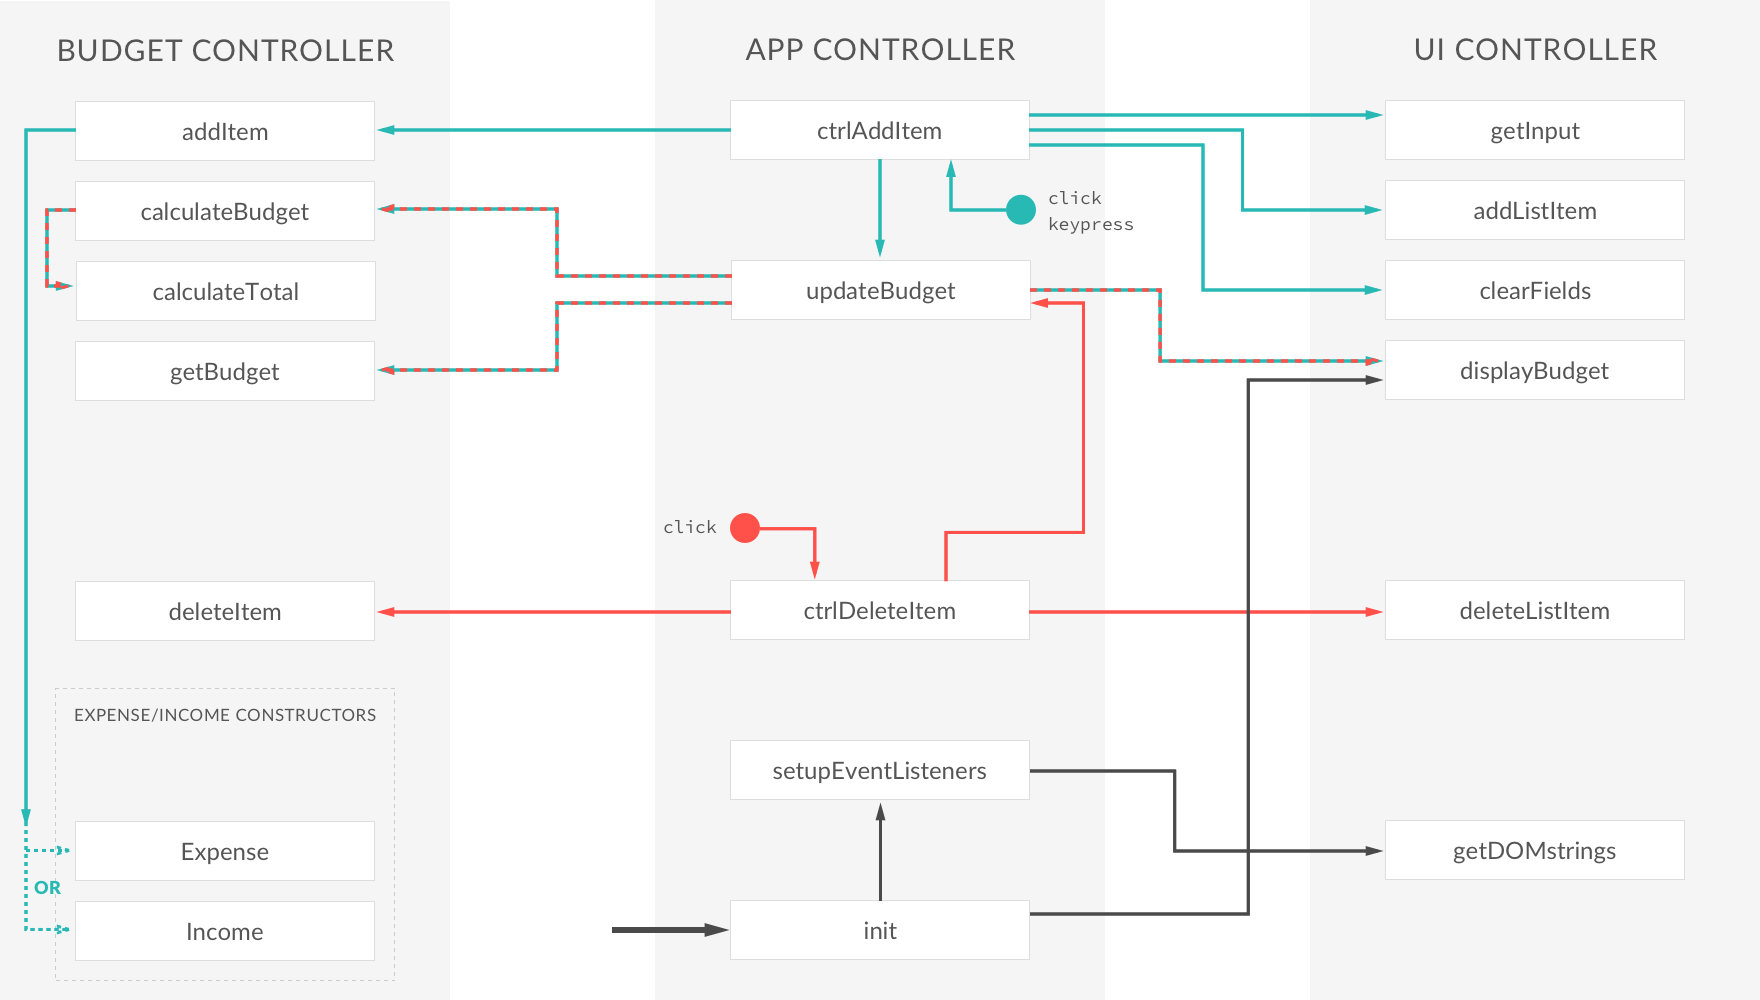 BUDGET CONTROLLER
addItem
calculateBudget
calculateTotal
getBudget
deleteItem
EXPENSE/INCOME CONSTRUCTORS
Expense
OR
Income
APP CONTROLLER
ctrlAddItem
click
keypress
updateBudget
click
ctrlDeleteItem
setupEventListeners
init
UI CONTROLLER
getInput
addListItem
clearFields
displayBudget
deleteListItem
getDOMstrings